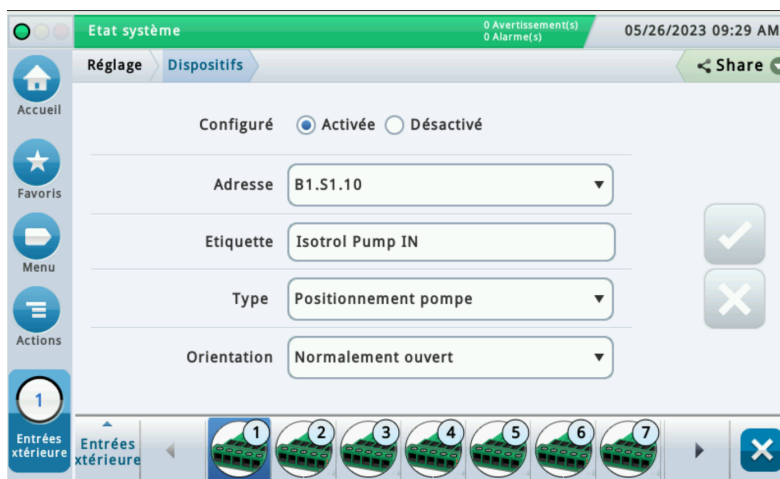 Etat système
0 Avertissement(s)
0 Alarme(s)
05/26/2023 09:29 AM
Réglage
Dispositifs
Share
Accueil
Configuré
Activée
Désactivé
Adresse
B1.S1.10
Favoris
Etiquette
Isotrol Pump IN
Menu
Type
Positionnement pompe
Actions
Orientation
Normalement ouvert
1
Entrées
xtérieure
Entrées
xtérieure
1
2
3
4
5
6
7